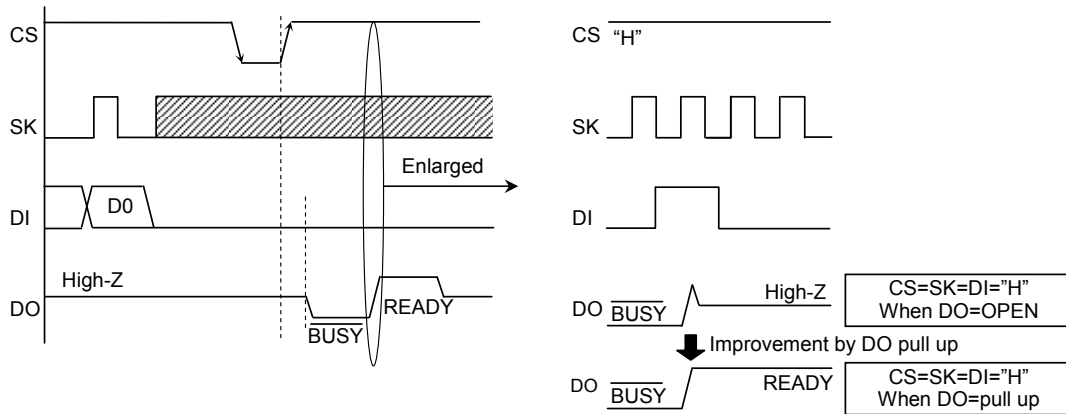 CS
SK
Enlarged
DI
D0
High-Z
DO
READY
BUSY
CS "H"
SK
DI
DO BUSY High-Z
CS=SK=DI="H"
When DO=OPEN
Improvement by DO pull up
DO BUSY READY
CS=SK=DI="H"
When DO=pull up